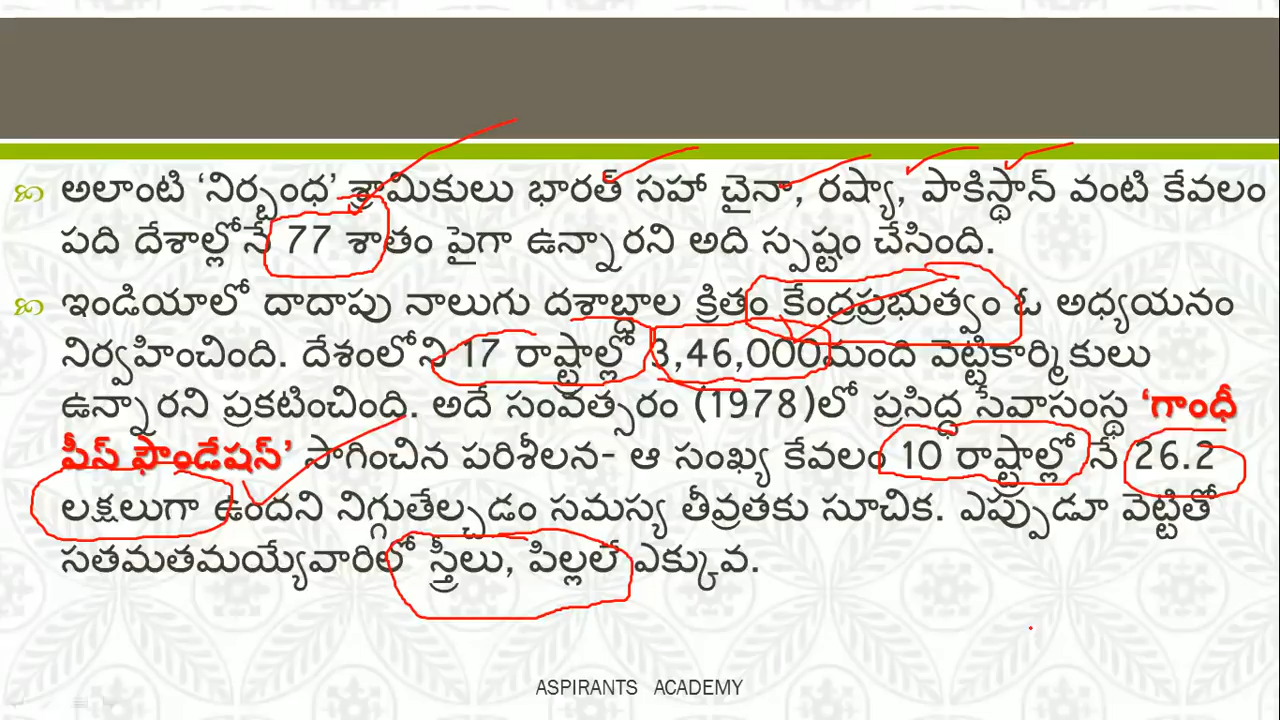 అలాంటి ‘నిర్బంధ’ శ్రామికులు భారత్ సహా చైనా, రష్యా, పాకిస్థాన్ వంటి కేవలం
పది దేశాల్లోనే 77 శాతం పైగా ఉన్నారని అది స్పష్టం చేసింది.
ఇండియాలో దాదాపు నాలుగు దశాబ్దాల క్రితం కేంద్రప్రభుత్వం ఓ అధ్యయనం
నిర్వహించింది. దేశంలోని 17 రాష్ట్రాల్లో 3,46,000మంది వెట్టికార్మికులు
ఉన్నారని ప్రకటించింది. అదే సంవత్సరం (1978)లో ప్రసిద్ధ సేవాసంస్థ ‘గాంధీ
పీస్ ఫౌండేషన్’ సాగించిన పరిశీలన- ఆ సంఖ్య కేవలం 10 రాష్ట్రాల్లో నే 26.2
లక్షలుగా ఉందని నిగ్గుతేల్చడం సమస్య తీవ్రతకు సూచిక. ఎప్పుడూ వెట్టితో
సతమతమయ్యేవారిలో స్త్రీలు, పిల్లలే ఎక్కువ.
ASPIRANTS ACADEMY